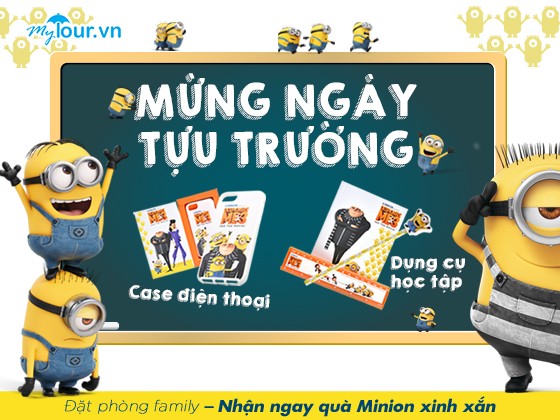 Mytour.vn
MỪNG NGÀY
TỰU TRƯỜNG
Case điện thoại
Dụng cụ
học tập
Đặt phòng family – Nhận ngay quà Minion xinh xắn